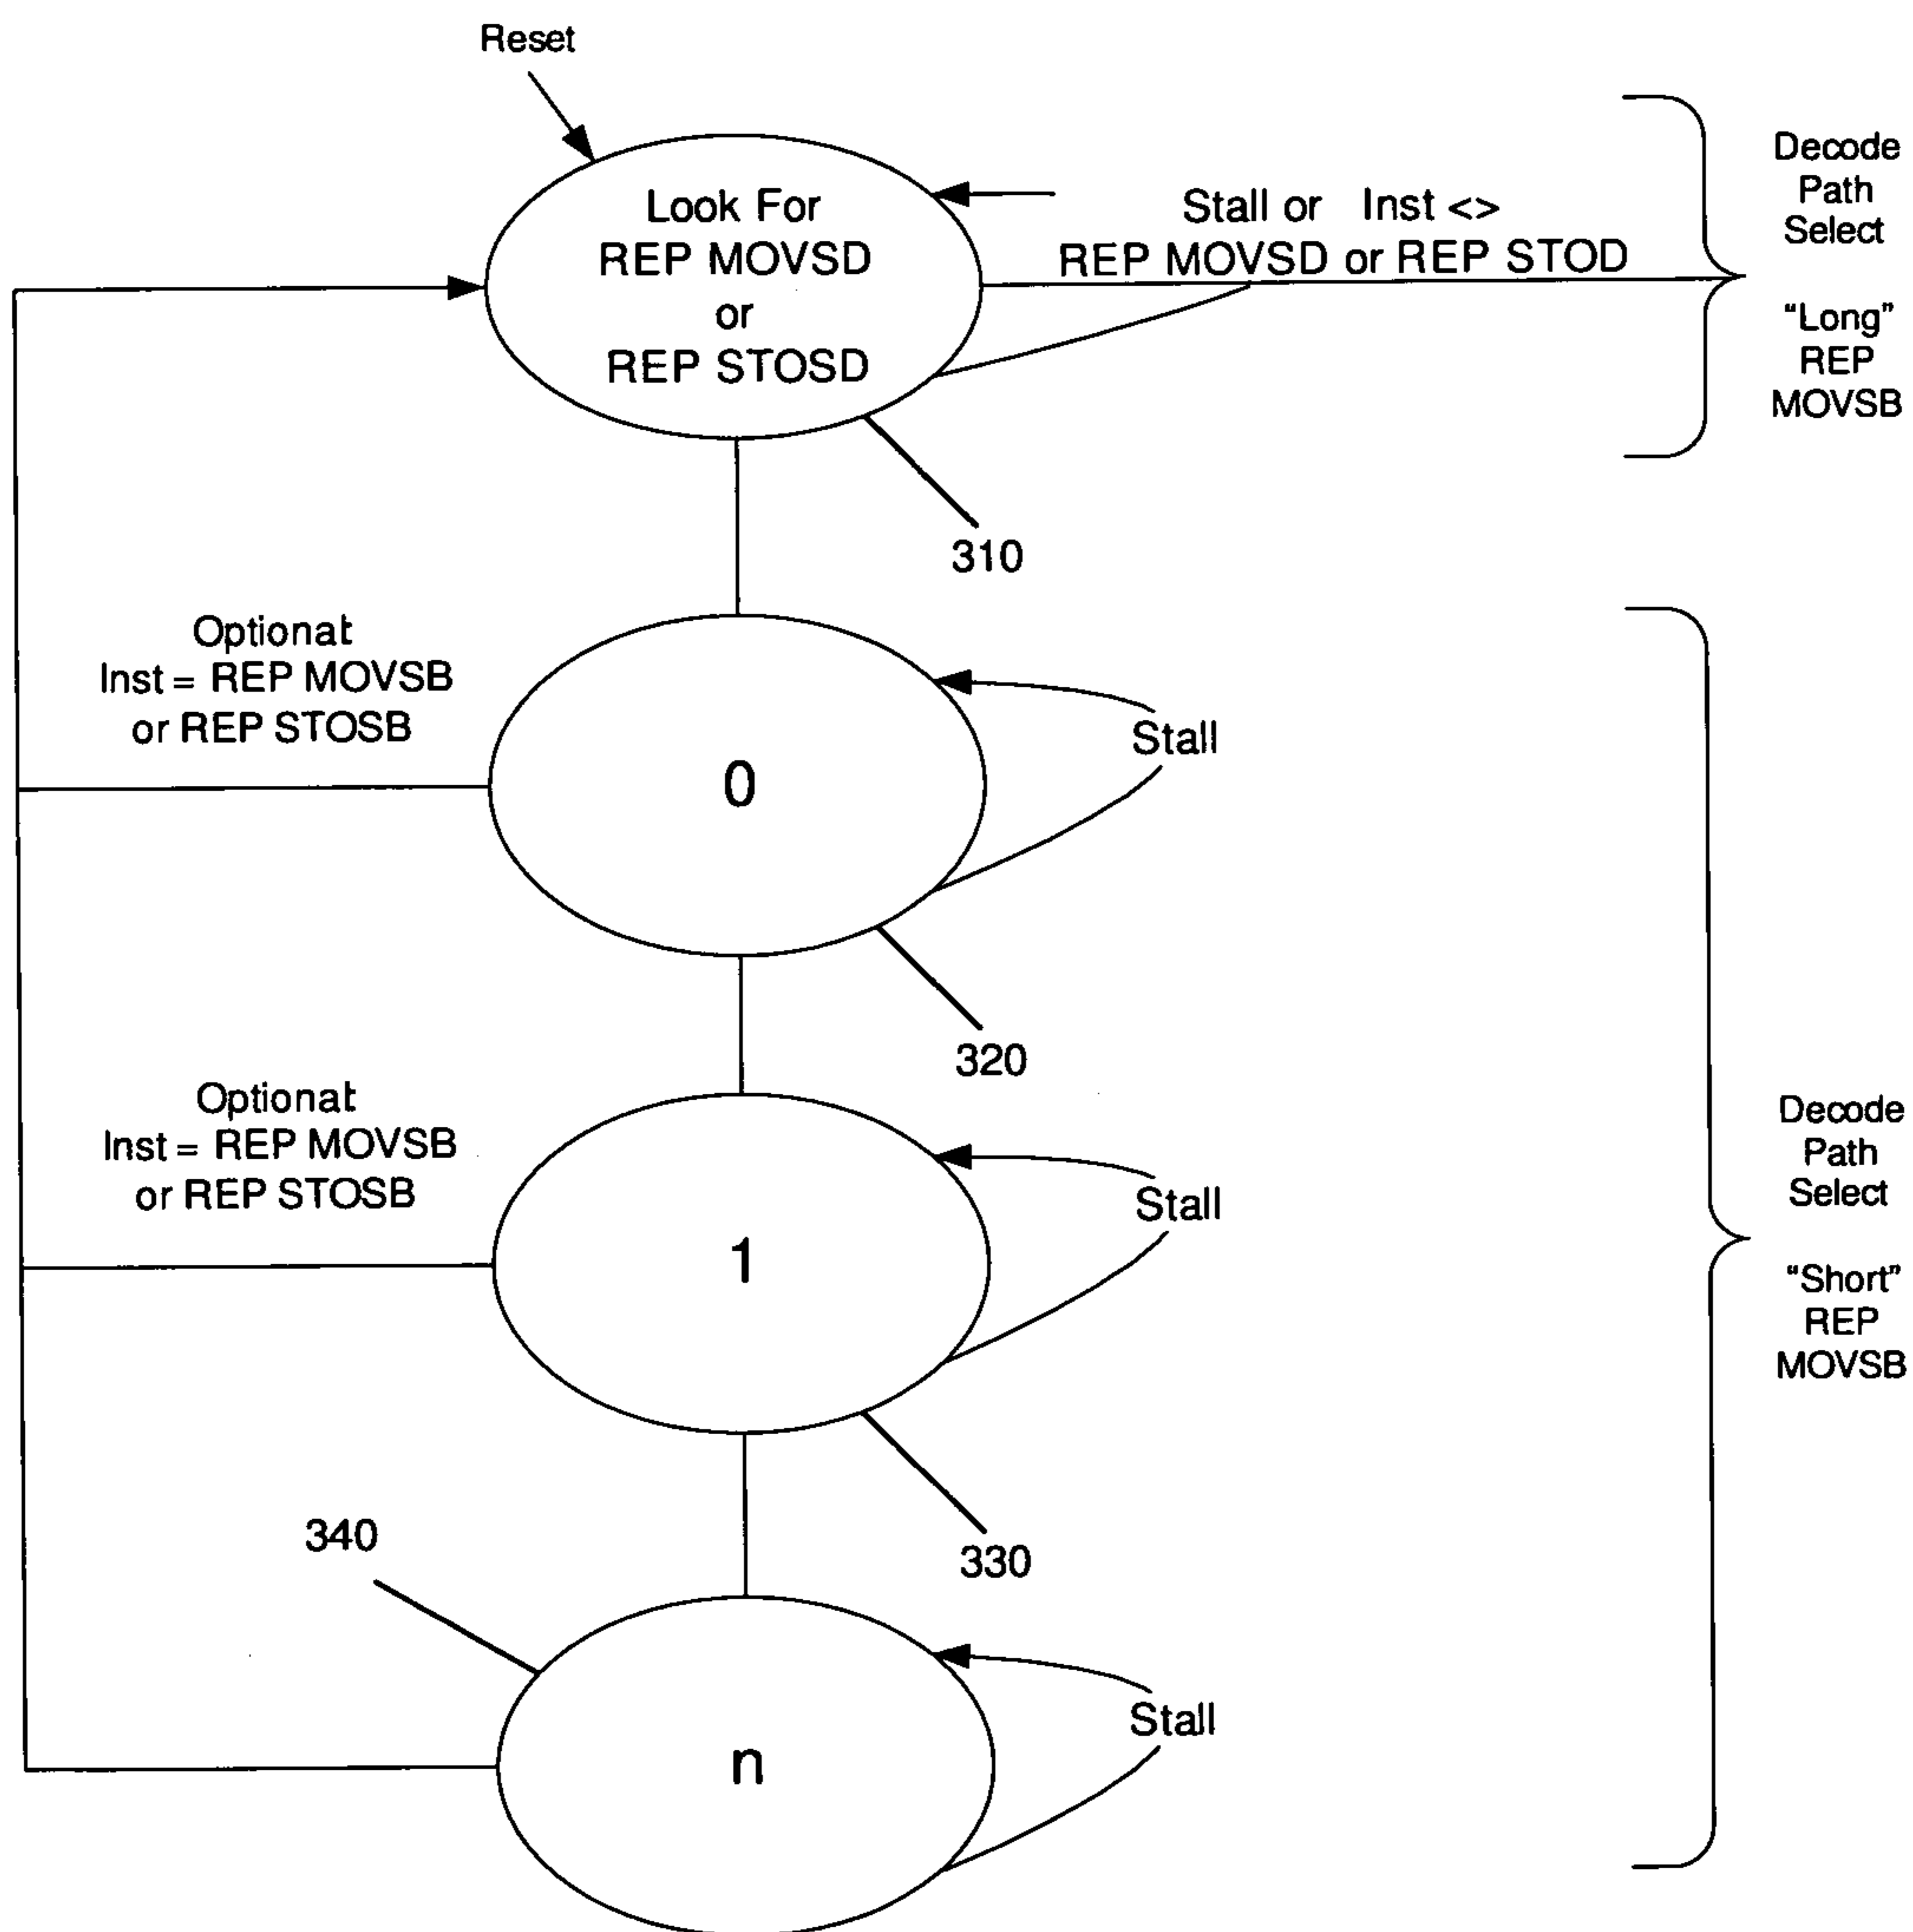 Reset
Look For
REP MOVSD
or
REP STOSD
Stall or Inst <>
REP MOVSD or REP STOD
Decode
Path
Select
“Long”
REP
MOVSB
310
Optional:
Inst = REP MOVSB
or REP STOSB
0
Stall
320
Optional:
Inst = REP MOVSB
or REP STOSB
1
Stall
330
Decode
Path
Select
“Short”
REP
MOVSB
340
n
Stall